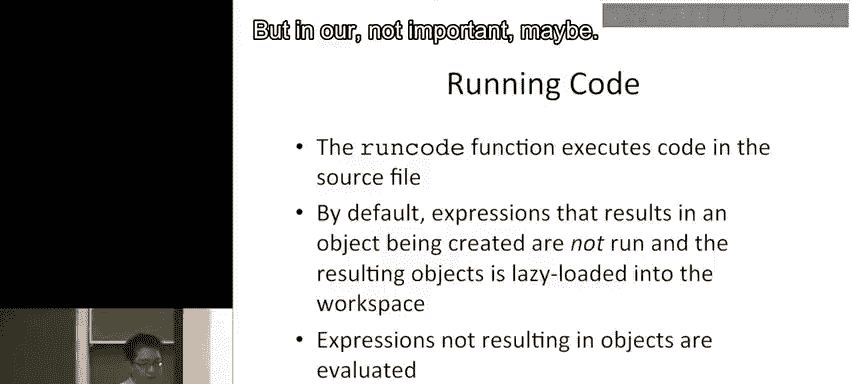 But in our, not important, maybe.
Running Code
• The runcode function executes code in the
source file
• By default, expressions that results in an
object being created are not run and the
resulting objects is lazy-loaded into the
workspace
• Expressions not resulting in objects are
evaluated